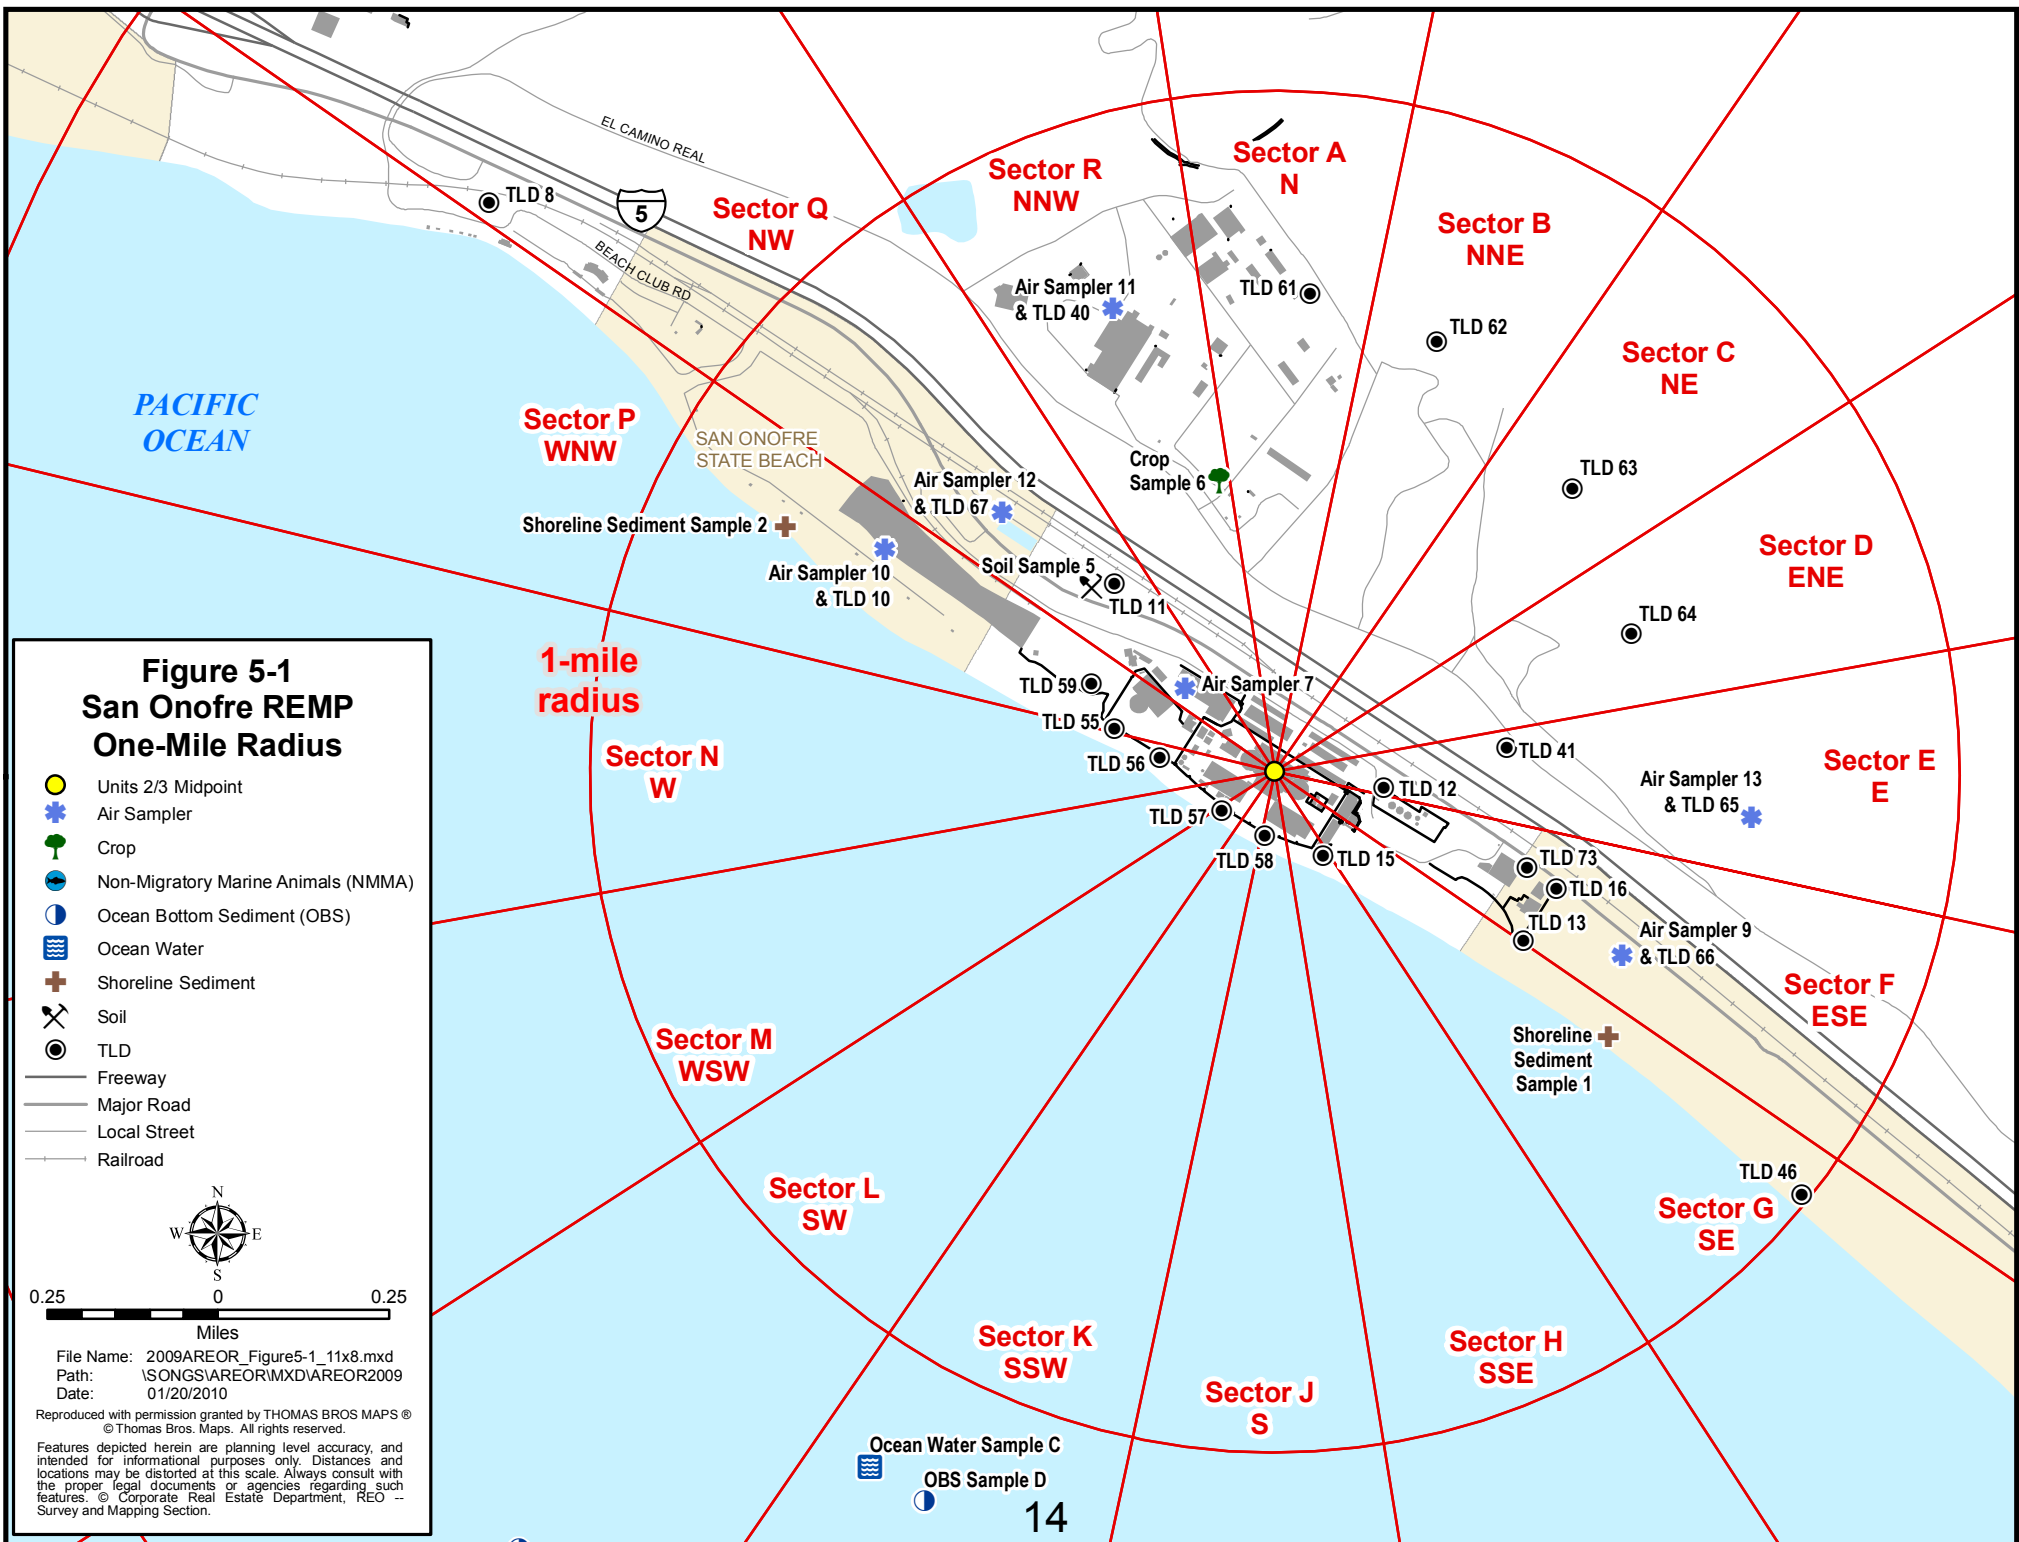 EL CAMINO REAL
Sector A
N
Sector R
NNW
Sector Q
NW
TLD 8
5
BEACH CLUB RD
Sector B
NNE
Air Sampler 11
& TLD 40
TLD 61
TLD 62
Sector C
NE
PACIFIC
OCEAN
Sector P
WNW
SAN ONOFRE
STATE BEACH
Crop
Sample 6
TLD 63
Air Sampler 12
& TLD 67
Shoreline Sediment Sample 2
Air Sampler 10
& TLD 10
Soil Sample 5
TLD 11
Sector D
ENE
TLD 64
1-mile
radius
TLD 59
Air Sampler 7
TLD 55
TLD 56
TLD 41
Sector N
W
Sector E
E
Air Sampler 13
& TLD 65
TLD 12
TLD 57
TLD 58
TLD 15
TLD 73
TLD 16
TLD 13
Air Sampler 9
& TLD 66
Sector F
ESE
Shoreline
Sediment
Sample 1
Sector M
WSW
TLD 46
Sector G
SE
Sector L
SW
Sector K
SSW
Sector H
SSE
Sector J
S
Ocean Water Sample C
OBS Sample D
14
Figure 5-1
San Onofre REMP
One-Mile Radius
Units 2/3 Midpoint
Air Sampler
Crop
Non-Migratory Marine Animals (NMMA)
Ocean Bottom Sediment (OBS)
Ocean Water
Shoreline Sediment
Soil
TLD
Freeway
Major Road
Local Street
Railroad
N
W E
S
0.25 0 0.25
Miles
File Name: 2009AREOR_Figure5-1_11x8.mxd
Path: \SONGS\AREOR\MXD\AREOR2009
Date: 01/20/2010
Reproduced with permission granted by THOMAS BROS MAPS ®
© Thomas Bros. Maps. All rights reserved.
Features depicted herein are planning level accuracy, and
intended for informational purposes only. Distances and
locations may be distorted at this scale. Always consult with
the proper legal documents or agencies regarding such
features. © Corporate Real Estate Department, REO --
Survey and Mapping Section.